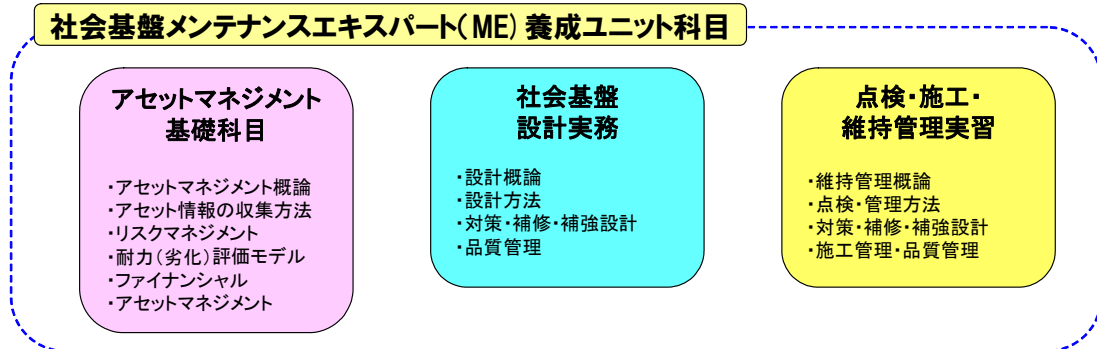 社会基盤メンテナンスエキスパート(ME)養成ユニット科目
アセットマネジメント
基礎科目
・アセットマネジメント概論
・アセット情報の収集方法
・リスクマネジメント
・耐力(劣化)評価モデル
・ファイナンシャル
・アセットマネジメント
社会基盤
設計実務
・設計概論
・設計方法
・対策・補修・補強設計
・品質管理
点検・施工・
維持管理実習
・維持管理概論
・点検・管理方法
・対策・補修・補強設計
・施工管理・品質管理